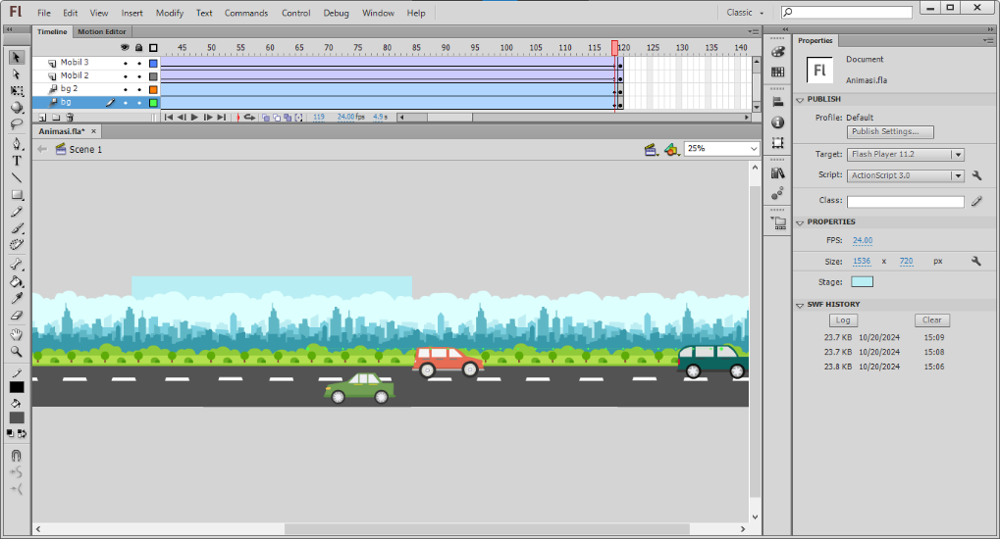 Fl File Edit View Insert Modify Text Commands Control Debug Window Help Classic
Timeline Motion Editor
45 50 55 60 65 70 75 80 85 90 95 100 105 110 115 120 125 130 135 140
Mobil 3
Mobil 2
bg 2
bg
119 24.00 fps 4.9 s
Animasi.fla* ×
Scene 1
25%
T
Properties
Fl
Document
Animasi.fla
PUBLISH
Profile: Default
Publish Settings...
Target: Flash Player 11.2
Script: ActionScript 3.0
Class:
PROPERTIES
FPS: 24.00
Size: 1536 x 720 px
Stage:
SWF HISTORY
Log Clear
23.7 KB 10/20/2024 15:09
23.7 KB 10/20/2024 15:08
23.8 KB 10/20/2024 15:06